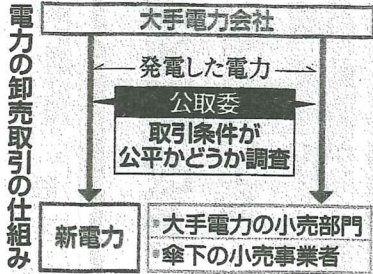 電力の卸売取引の仕組み
大手電力会社
発電した電力
公取委
取引条件が
公平かどうか調査
新電力
大手電力の小売部門
傘下の小売事業者